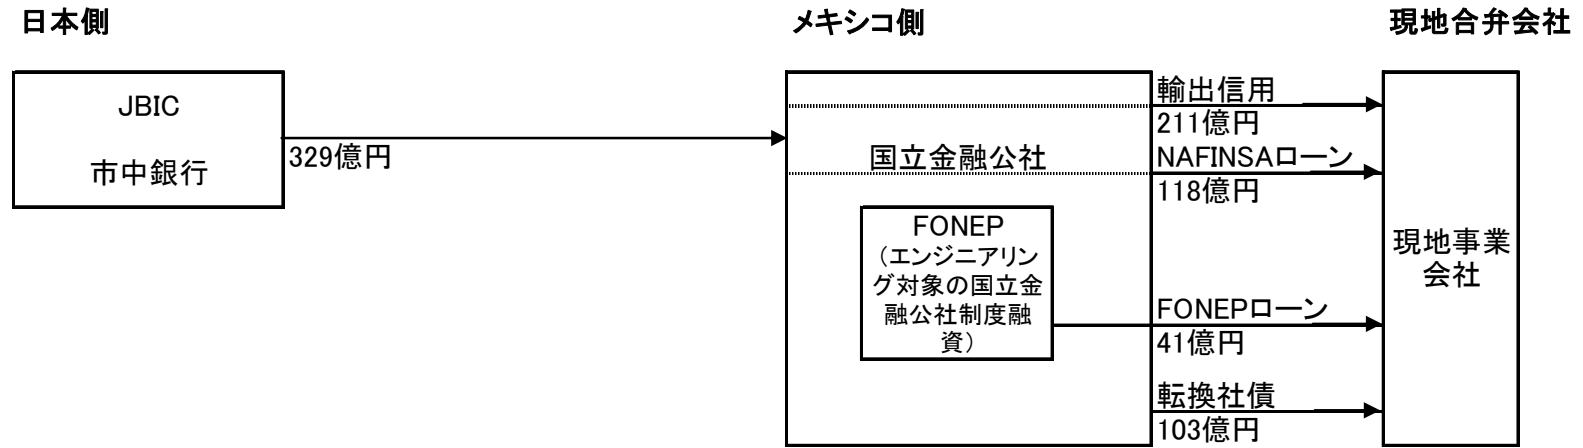 日本側
メキシコ側
現地合弁会社
JBIC
市中銀行
329億円
国立金融公社
FONEP
（エンジニアリン
グ対象の国立金
融公社制度融
資）
輸出信用
211億円
NAFINSAローン
118億円
FONEPローン
41億円
転換社債
103億円
現地事業
会社